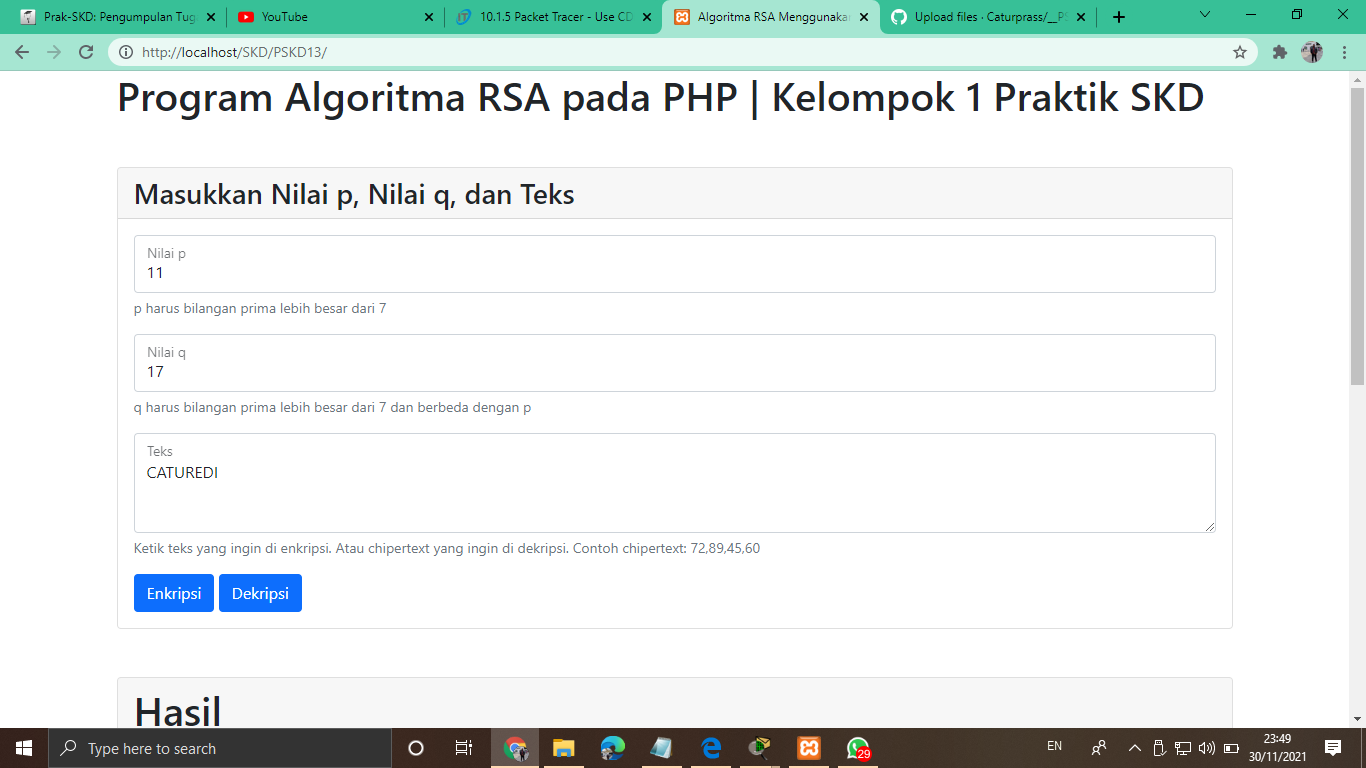 Prak-SKD: Pengumpulan Tug
YouTube
10.1.5 Packet Tracer - Use CD
Algoritma RSA Menggunakan
Upload files · Caturprass/__PS
http://localhost/SKD/PSKD13/
Program Algoritma RSA pada PHP | Kelompok 1 Praktik SKD
Masukkan Nilai p, Nilai q, dan Teks
Nilai p
11
p harus bilangan prima lebih besar dari 7
Nilai q
17
q harus bilangan prima lebih besar dari 7 dan berbeda dengan p
Teks
CATUREDI
Ketik teks yang ingin di enkripsi. Atau chipertext yang ingin di dekripsi. Contoh chipertext: 72,89,45,60
Enkripsi Dekripsi
Hasil
Type here to search
29
EN
23:49
30/11/2021